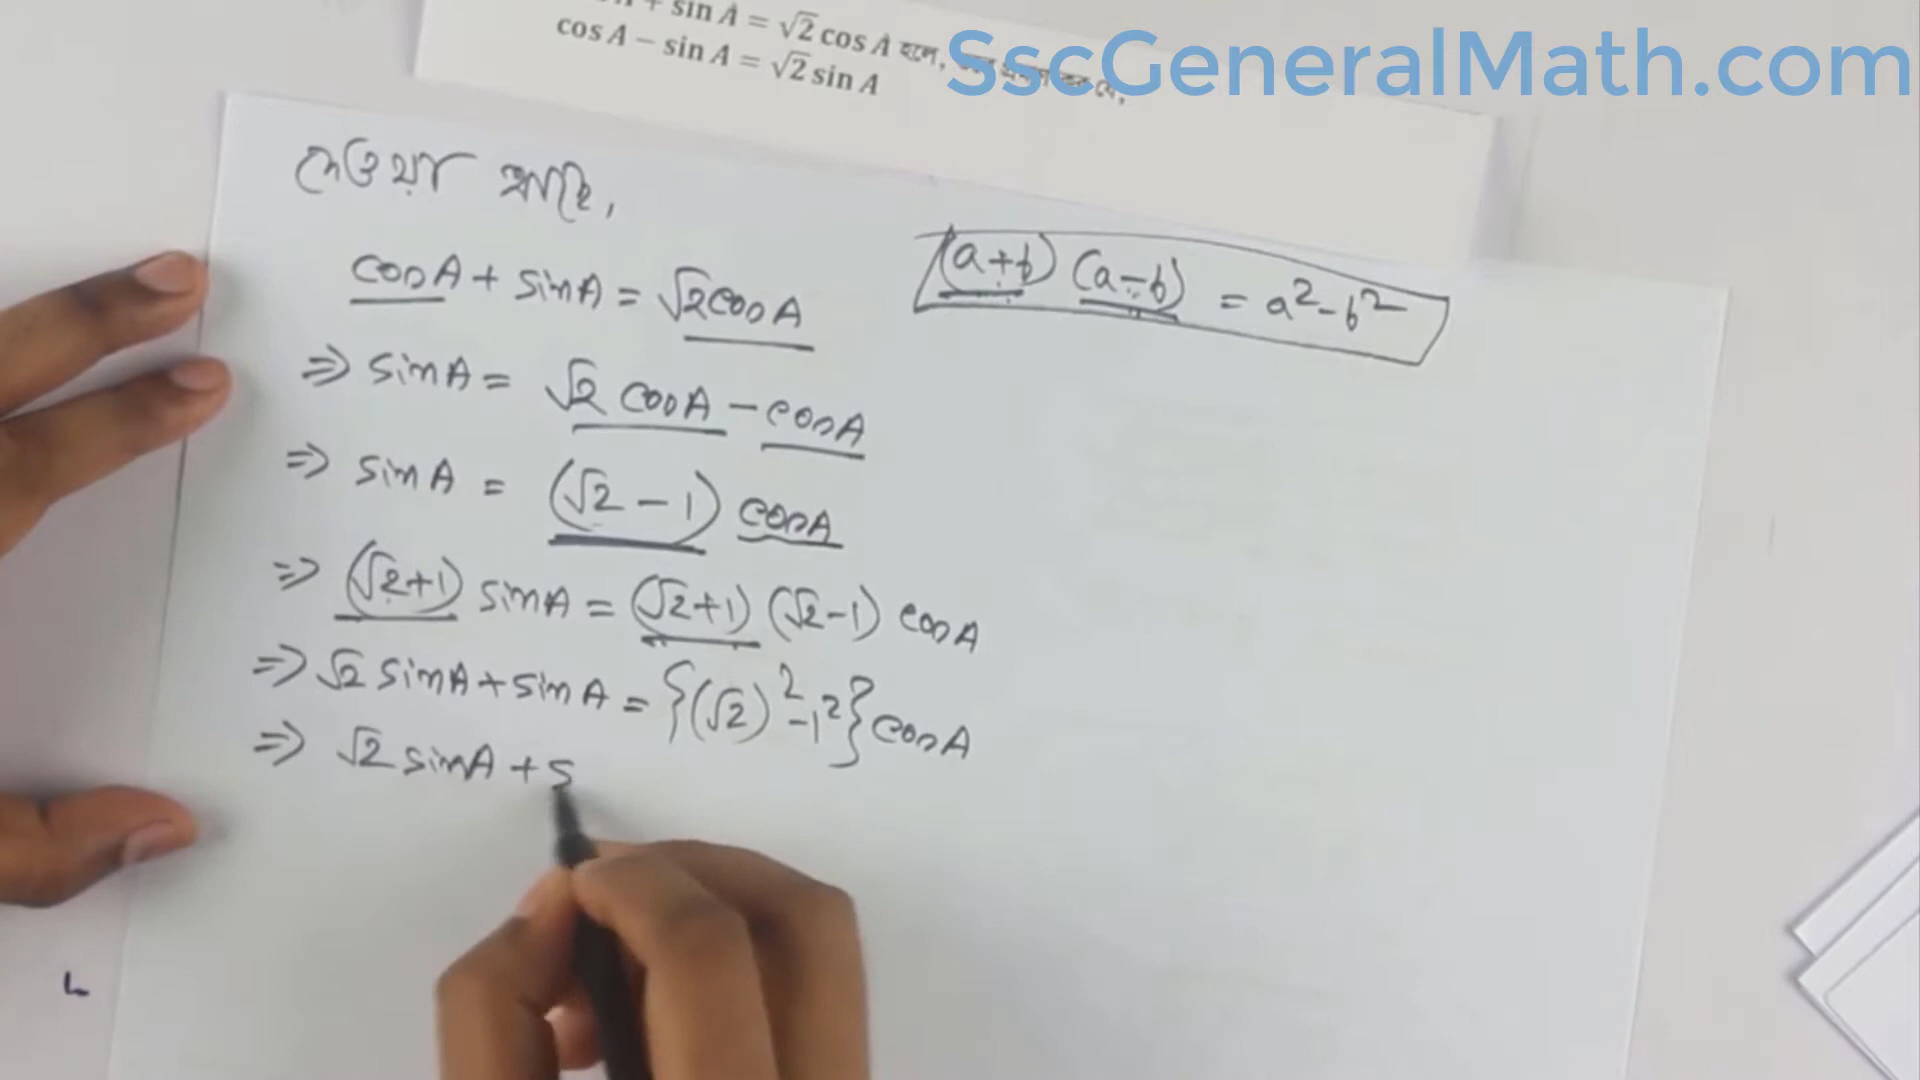 + sin A = √2 cos A হলে,
SscGeneralMath.com
cos A − sin A = √2 sin A
দেওয়া আছে,
cosA + sinA = √2cosA
(a+b) (a-b) = a²-b²
⇒ sinA = √2 cosA - cosA
⇒ sinA = (√2 - 1) cosA
⇒ (√2+1) sinA = (√2+1) (√2-1) cosA
⇒ √2 sinA + sinA = {(√2)² - 1²} cosA
⇒ √2 sinA + s